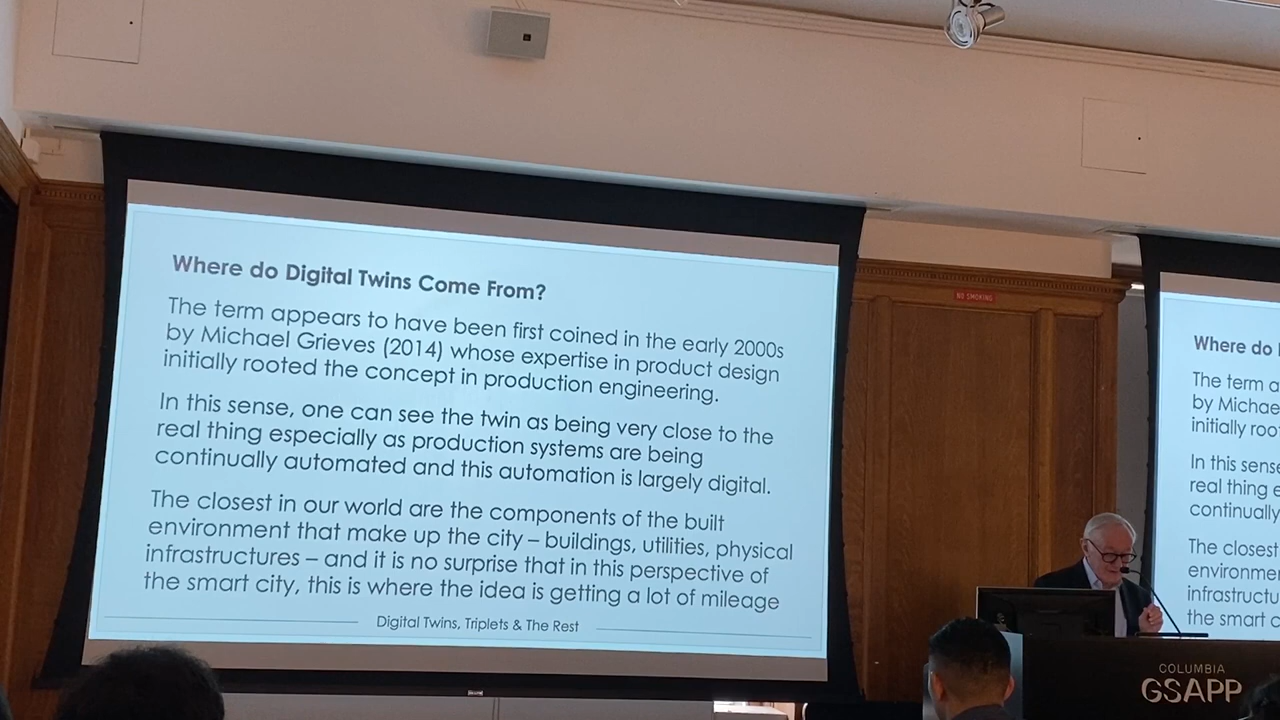 Where do Digital Twins Come From?
The term appears to have been first coined in the early 2000s
by Michael Grieves (2014) whose expertise in product design
initially rooted the concept in production engineering.
In this sense, one can see the twin as being very close to the
real thing especially as production systems are being
continually automated and this automation is largely digital.
The closest in our world are the components of the built
environment that make up the city – buildings, utilities, physical
infrastructures – and it is no surprise that in this perspective of
the smart city, this is where the idea is getting a lot of mileage
Digital Twins, Triplets & The Rest
NO SMOKING
Where do
The term a
by Michae
initially roo
In this sense
real thing e
continually
The closest
environme
infrastructu
the smart c
COLUMBIA
GSAPP